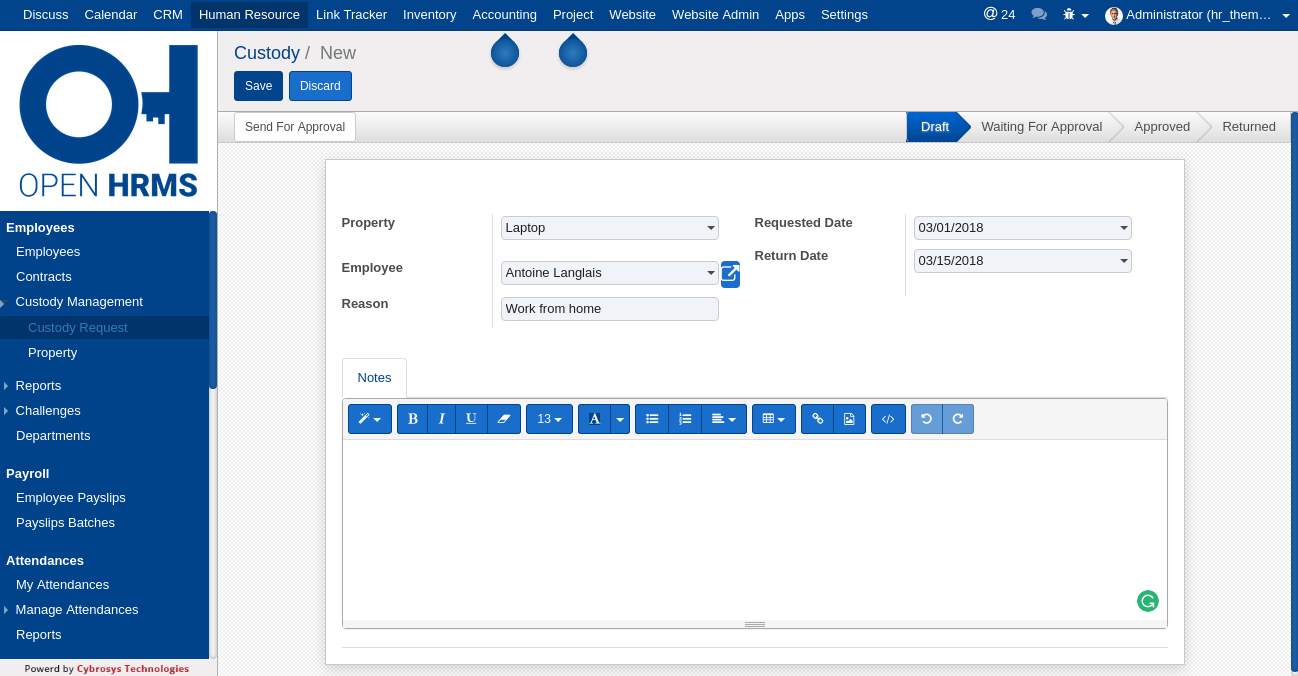 Discuss Calendar CRM Human Resource Link Tracker Inventory Accounting Project Website Website Admin Apps Settings @ 24 Administrator (hr_them…
OPEN HRMS
Custody / New
Save Discard
Send For Approval Draft Waiting For Approval Approved Returned
Employees
Employees
Contracts
Custody Management
Custody Request
Property
Reports
Challenges
Departments
Payroll
Employee Payslips
Payslips Batches
Attendances
My Attendances
Manage Attendances
Reports
Powerd by Cybrosys Technologies
Property Laptop Requested Date 03/01/2018
Return Date 03/15/2018
Employee Antoine Langlais
Reason Work from home
Notes
B I U 13 A </>